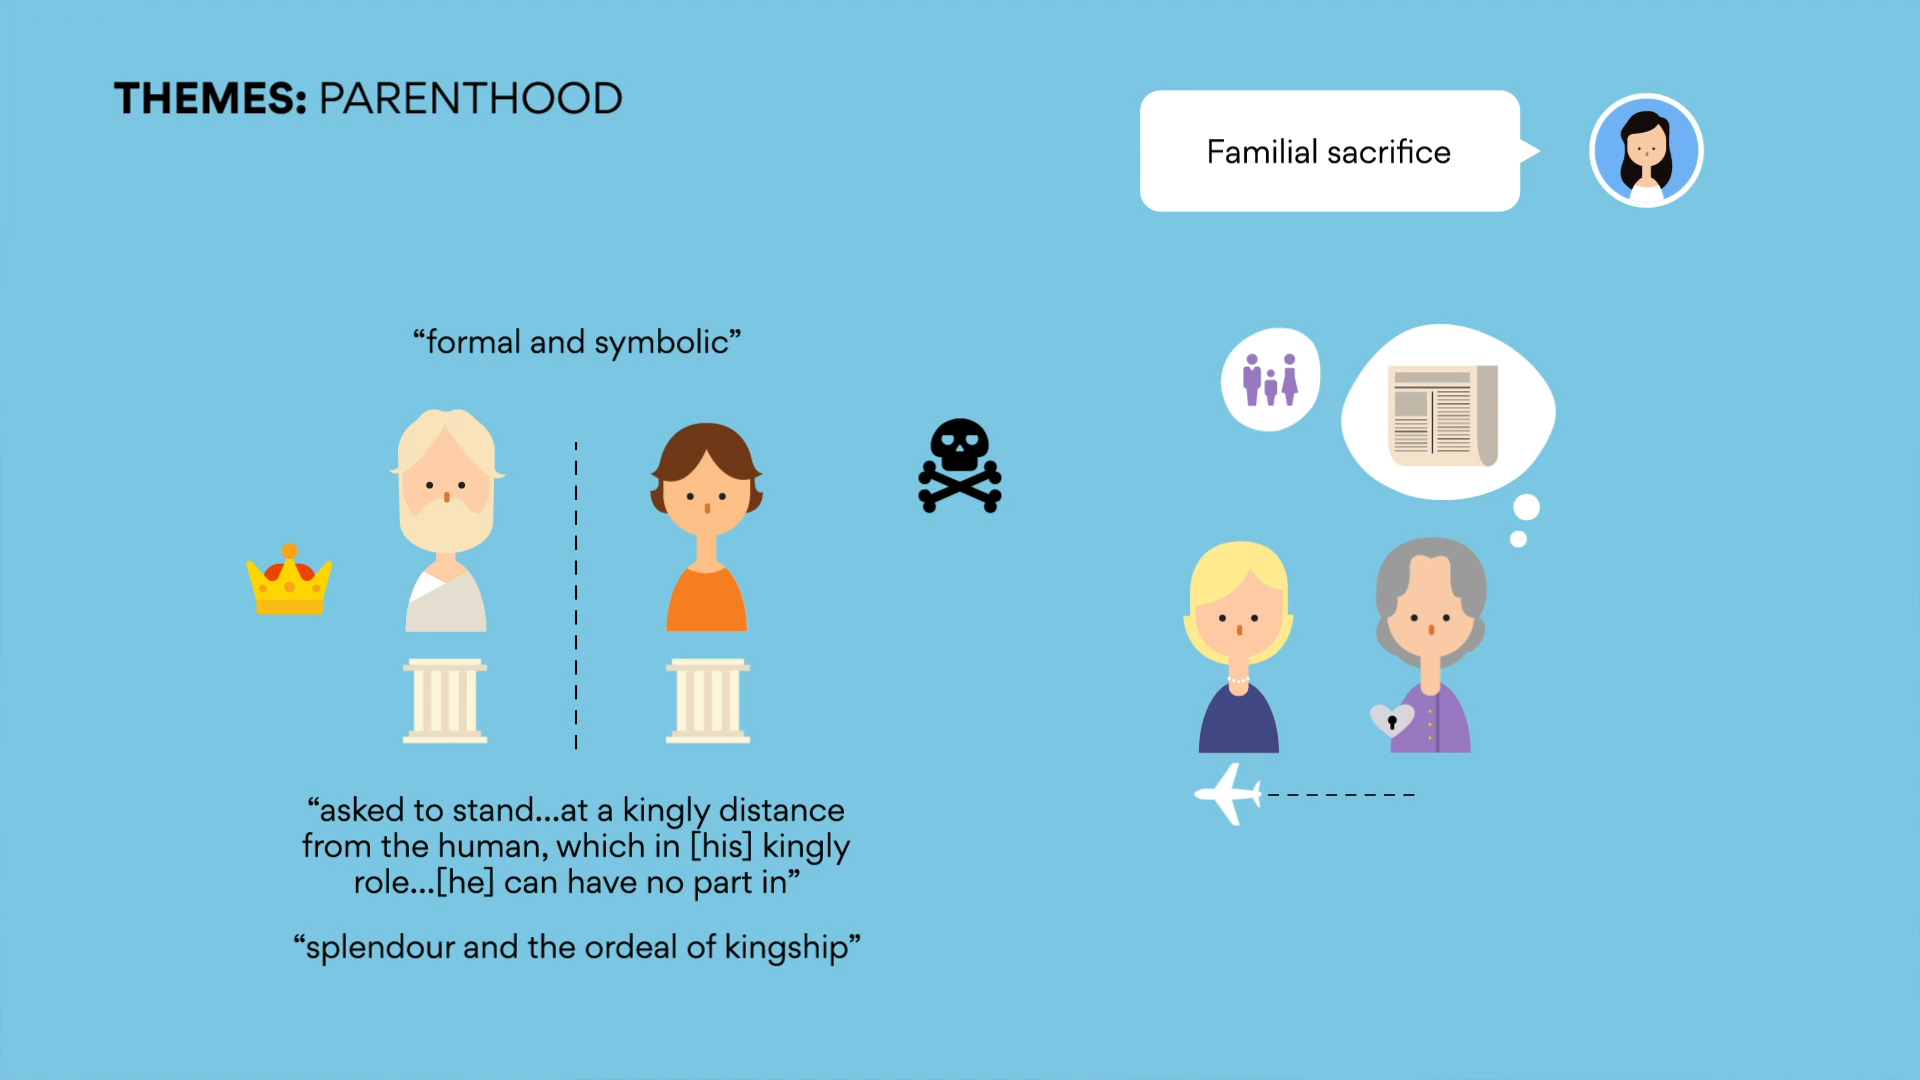 THEMES: PARENTHOOD
Familial sacrifice
“formal and symbolic”
“asked to stand...at a kingly distance
from the human, which in [his] kingly
role...[he] can have no part in”
“splendour and the ordeal of kingship”